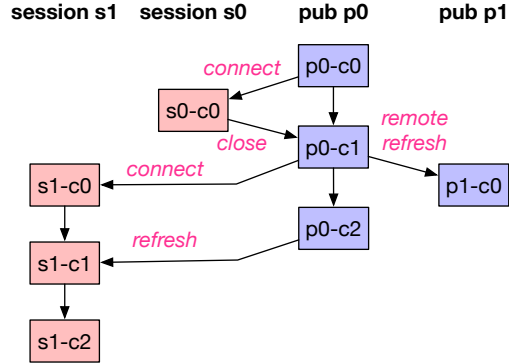 session s1 session s0 pub p0 pub p1
connect p0-c0
s0-c0 remote
close p0-c1 refresh
connect
s1-c0 p1-c0
refresh p0-c2
s1-c1
s1-c2